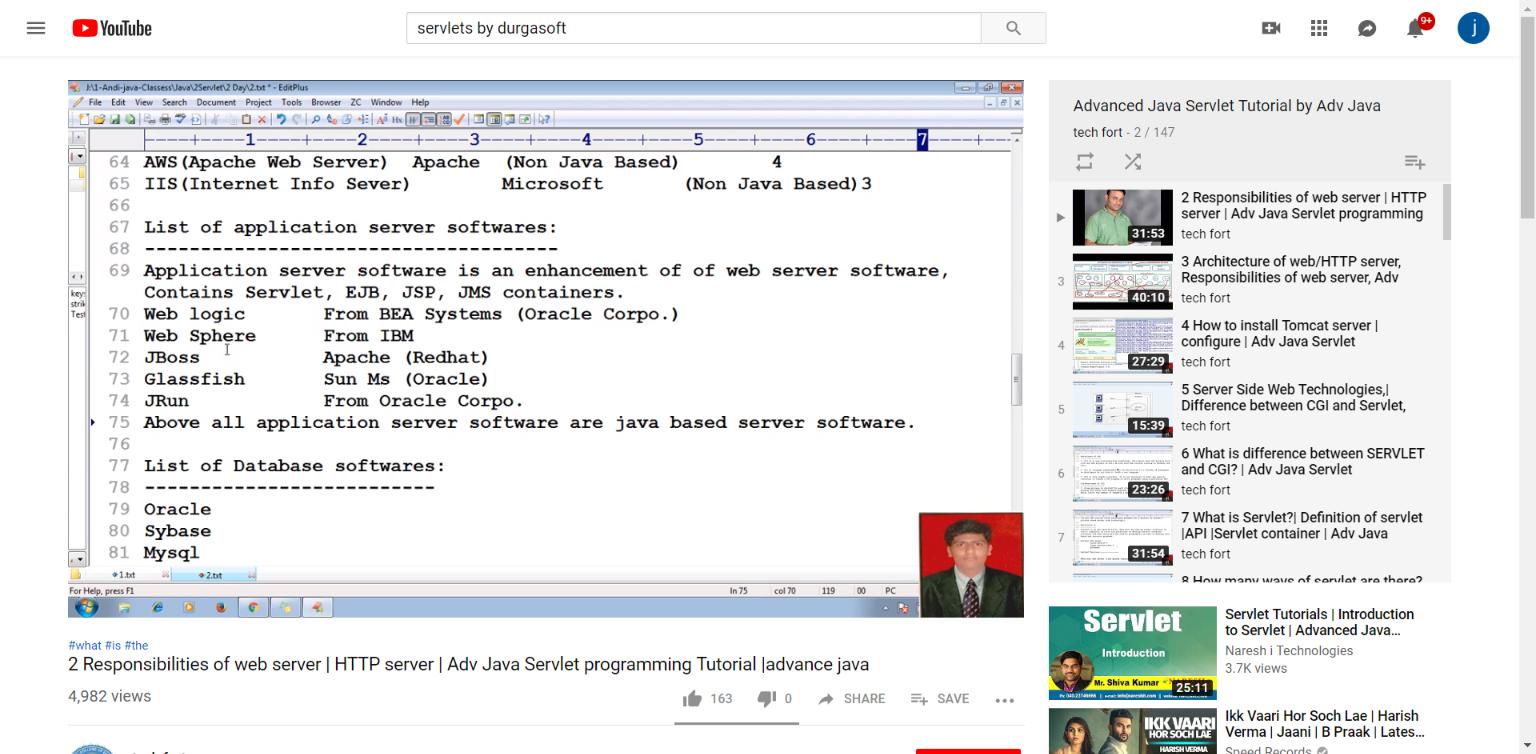 YouTube
servlets by durgasoft
9+
j
J:\1-Andi-java-Classess\Java\2Servlet\2 Day\2.txt * - EditPlus
File Edit View Search Document Project Tools Browser ZC Window Help
----+----1----+----2----+----3----+----4----+----5----+----6----+----7----+--
64 AWS(Apache Web Server) Apache (Non Java Based) 4
65 IIS(Internet Info Sever) Microsoft (Non Java Based)3
66
67 List of application server softwares:
68 -------------------------------------
69 Application server software is an enhancement of of web server software,
Contains Servlet, EJB, JSP, JMS containers.
70 Web logic From BEA Systems (Oracle Corpo.)
71 Web Sphere From IBM
72 JBoss Apache (Redhat)
73 Glassfish Sun Ms (Oracle)
74 JRun From Oracle Corpo.
75 Above all application server software are java based server software.
76
77 List of Database softwares:
78 ---------------------------
79 Oracle
80 Sybase
81 Mysql
key
strik
Test
1.txt 2.txt
For Help, press F1 ln 75 col 70 119 00 PC
#what #is #the
2 Responsibilities of web server | HTTP server | Adv Java Servlet programming Tutorial |advance java
4,982 views
163 0 SHARE SAVE
Advanced Java Servlet Tutorial by Adv Java
tech fort - 2 / 147
2 Responsibilities of web server | HTTP
server | Adv Java Servlet programming
tech fort
31:53
3
3 Architecture of web/HTTP server,
Responsibilities of web server, Adv
tech fort
40:10
4
4 How to install Tomcat server |
configure | Adv Java Servlet
tech fort
27:29
5
5 Server Side Web Technologies,|
Difference between CGI and Servlet,
tech fort
15:39
6
6 What is difference between SERVLET
and CGI? | Adv Java Servlet
tech fort
23:26
7
7 What is Servlet?| Definition of servlet
|API |Servlet container | Adv Java
tech fort
31:54
8 How many ways of servlet are there?
Servlet
Introduction
Mr. Shiva Kumar
25:11
Servlet Tutorials | Introduction
to Servlet | Advanced Java...
Naresh i Technologies
3.7K views
IKK VAARI
HOR SOCH LAE
HARISH VERMA
Ikk Vaari Hor Soch Lae | Harish
Verma | Jaani | B Praak | Lates...
Speed Records